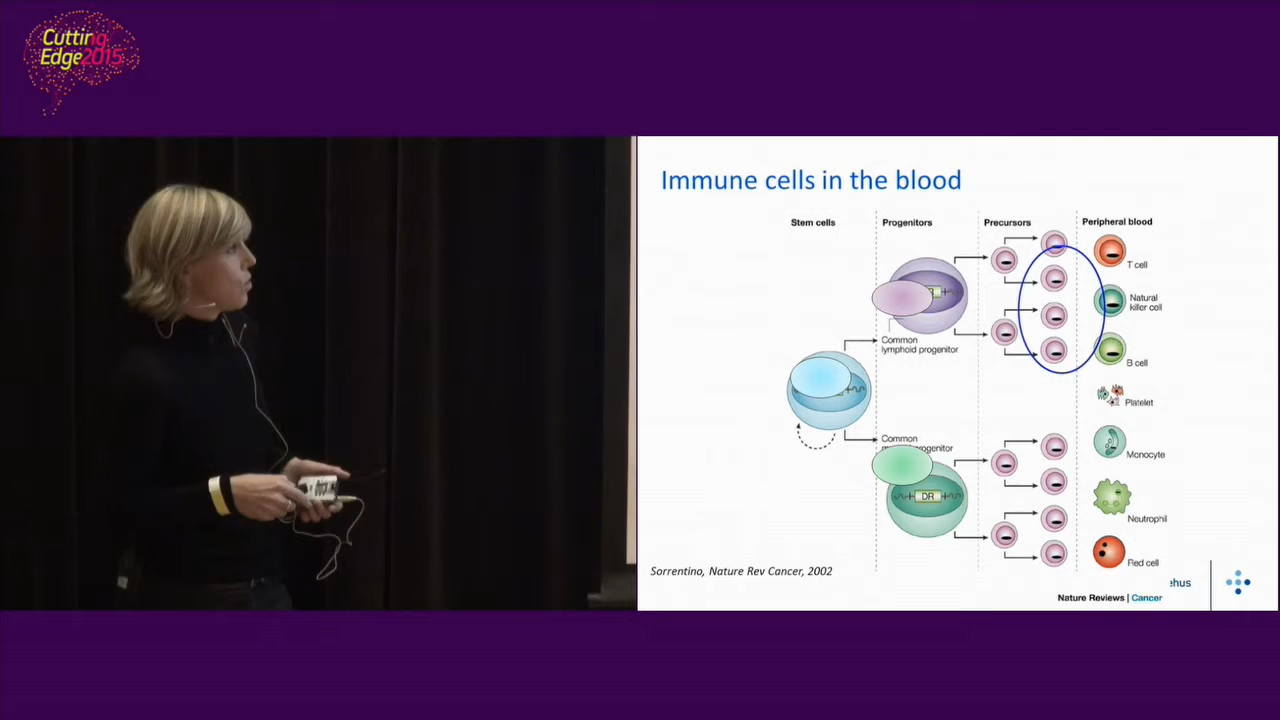 Cutting
Edge2015
Immune cells in the blood
Stem cells
Progenitors
Precursors
Peripheral blood
T cell
Natural
killer cell
Common
lymphoid progenitor
B cell
Platelet
Common
progenitor
Monocyte
DR
Neutrophil
Red cell
Sorrentino, Nature Rev Cancer, 2002
Nature Reviews | Cancer